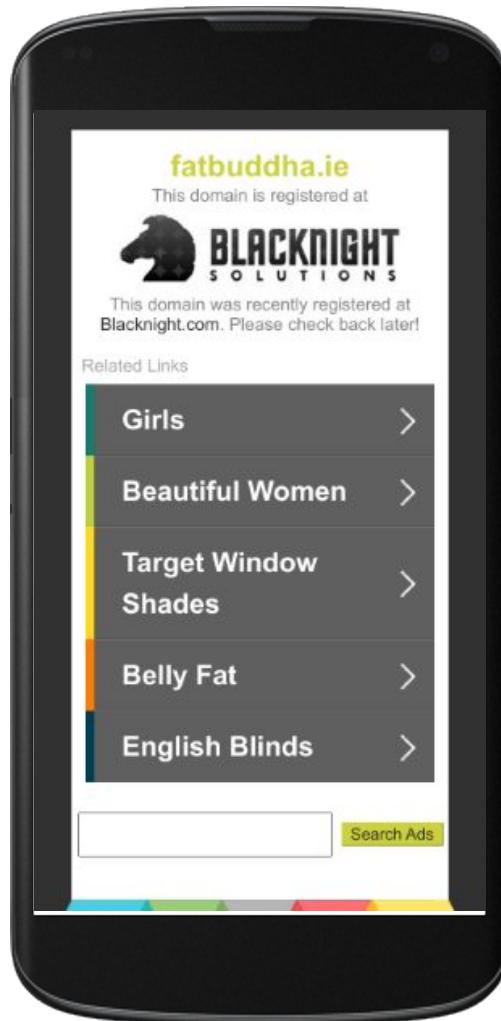 fatbuddha.ie
This domain is registered at
BLACKNIGHT
SOLUTIONS
This domain was recently registered at
Blacknight.com. Please check back later!
Related Links
Girls
Beautiful Women
Target Window
Shades
Belly Fat
English Blinds
Search Ads